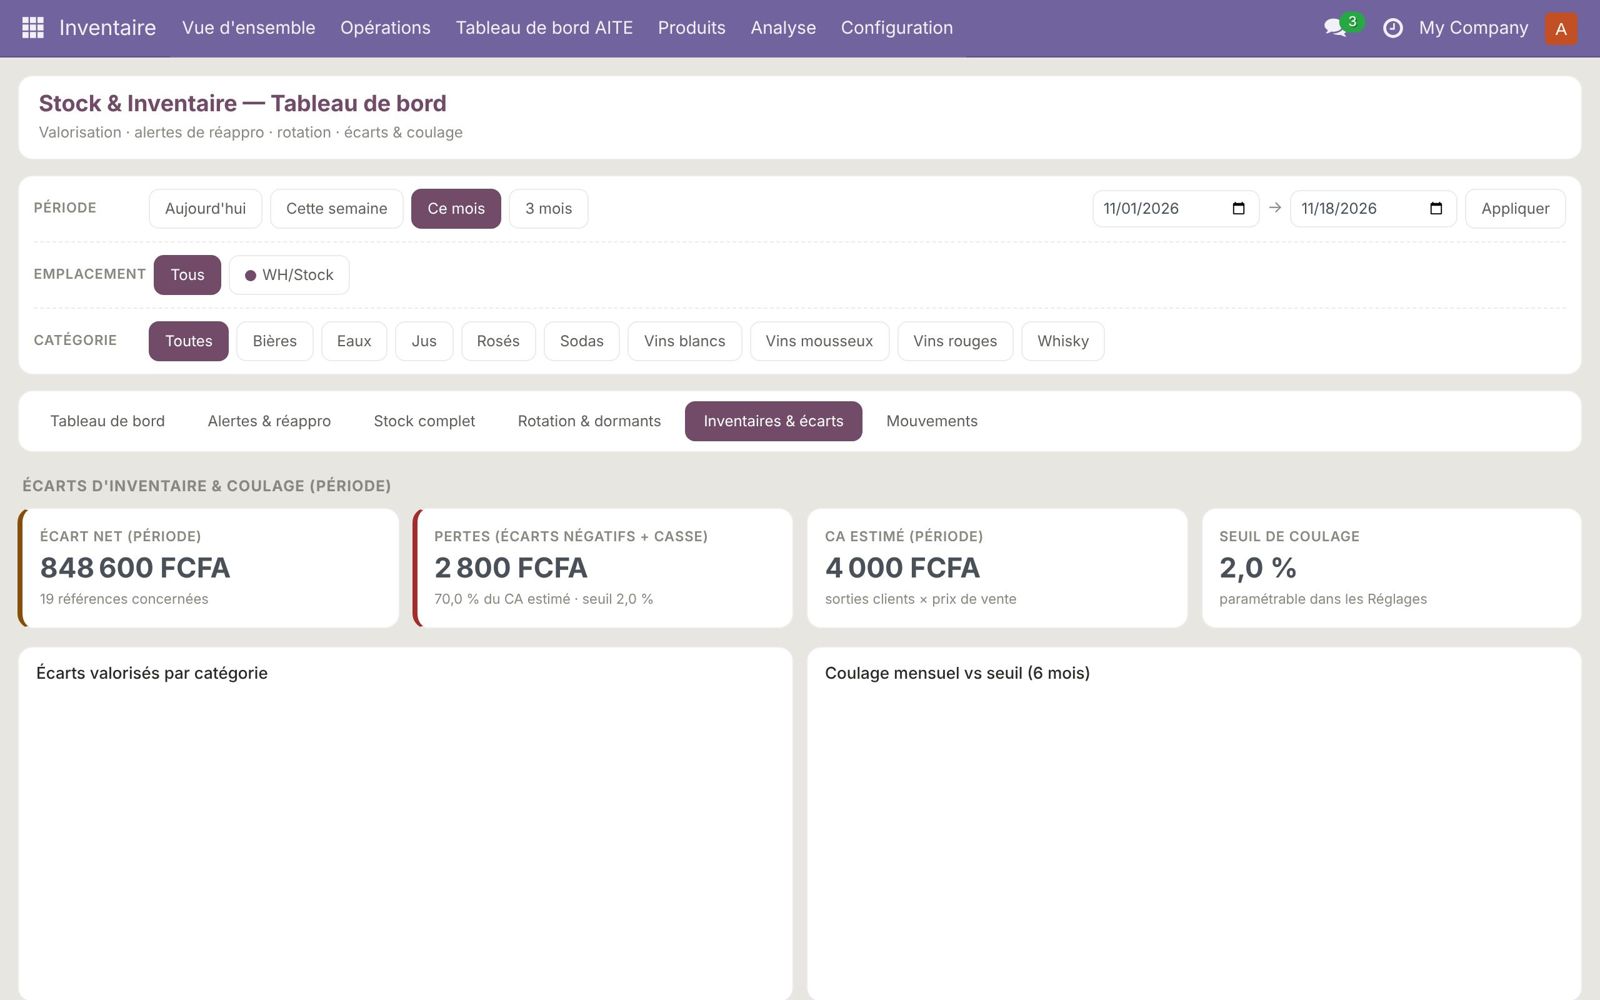 Inventaire Vue d'ensemble Opérations Tableau de bord AITE Produits Analyse Configuration 3 My Company A
Stock & Inventaire — Tableau de bord
Valorisation · alertes de réappro · rotation · écarts & coulage
PÉRIODE Aujourd'hui Cette semaine Ce mois 3 mois 11/01/2026 → 11/18/2026 Appliquer
EMPLACEMENT Tous WH/Stock
CATÉGORIE Toutes Bières Eaux Jus Rosés Sodas Vins blancs Vins mousseux Vins rouges Whisky
Tableau de bord Alertes & réappro Stock complet Rotation & dormants Inventaires & écarts Mouvements
ÉCARTS D'INVENTAIRE & COULAGE (PÉRIODE)
ÉCART NET (PÉRIODE)
848 600 FCFA
19 références concernées
PERTES (ÉCARTS NÉGATIFS + CASSE)
2 800 FCFA
70,0 % du CA estimé · seuil 2,0 %
CA ESTIMÉ (PÉRIODE)
4 000 FCFA
sorties clients × prix de vente
SEUIL DE COULAGE
2,0 %
paramétrable dans les Réglages
Écarts valorisés par catégorie
Coulage mensuel vs seuil (6 mois)